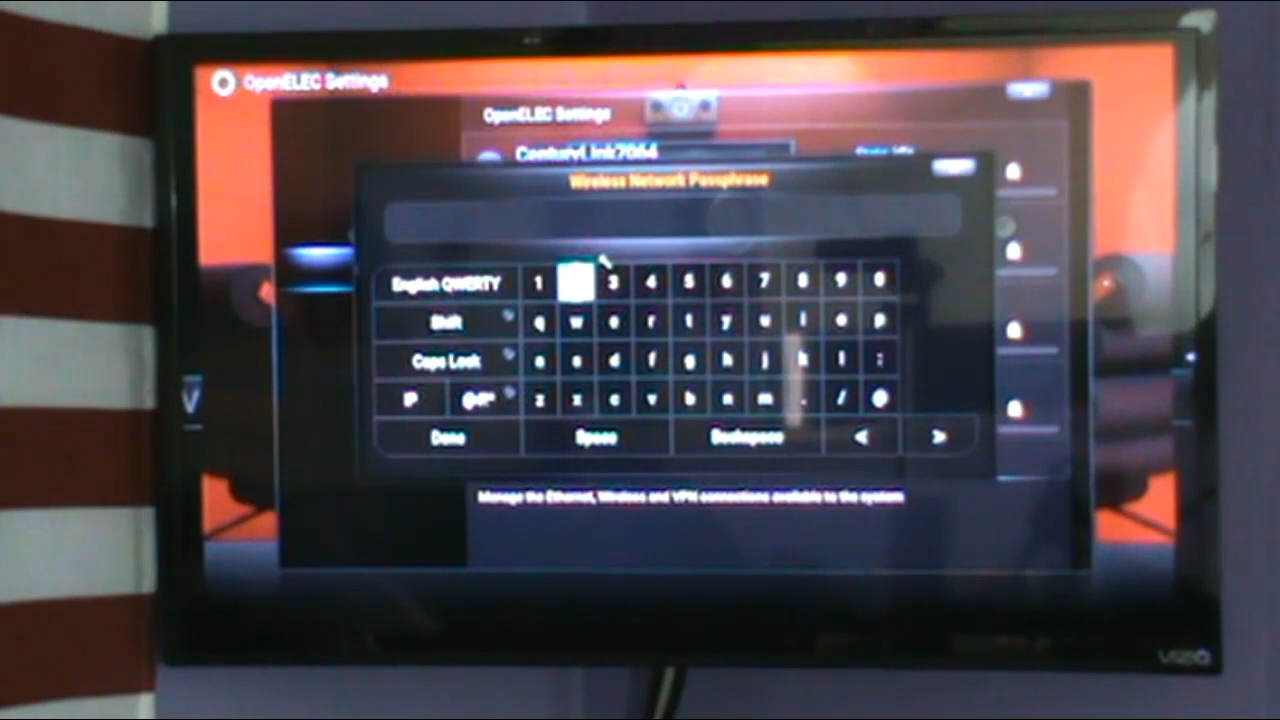 OpenELEC Settings
OpenELEC Settings
CenturyLink7064
Wireless Network Passphrase
English QWERTY 1 3 4 5 6 7 8 9 0
Shift q w e r t y u i o p
Caps Lock a s d f g h j k l :
IP z x c v b n m . / @
Done Space Backspace < >
Manage the Ethernet, Wireless and VPN connections available to the system
V
VIZIO